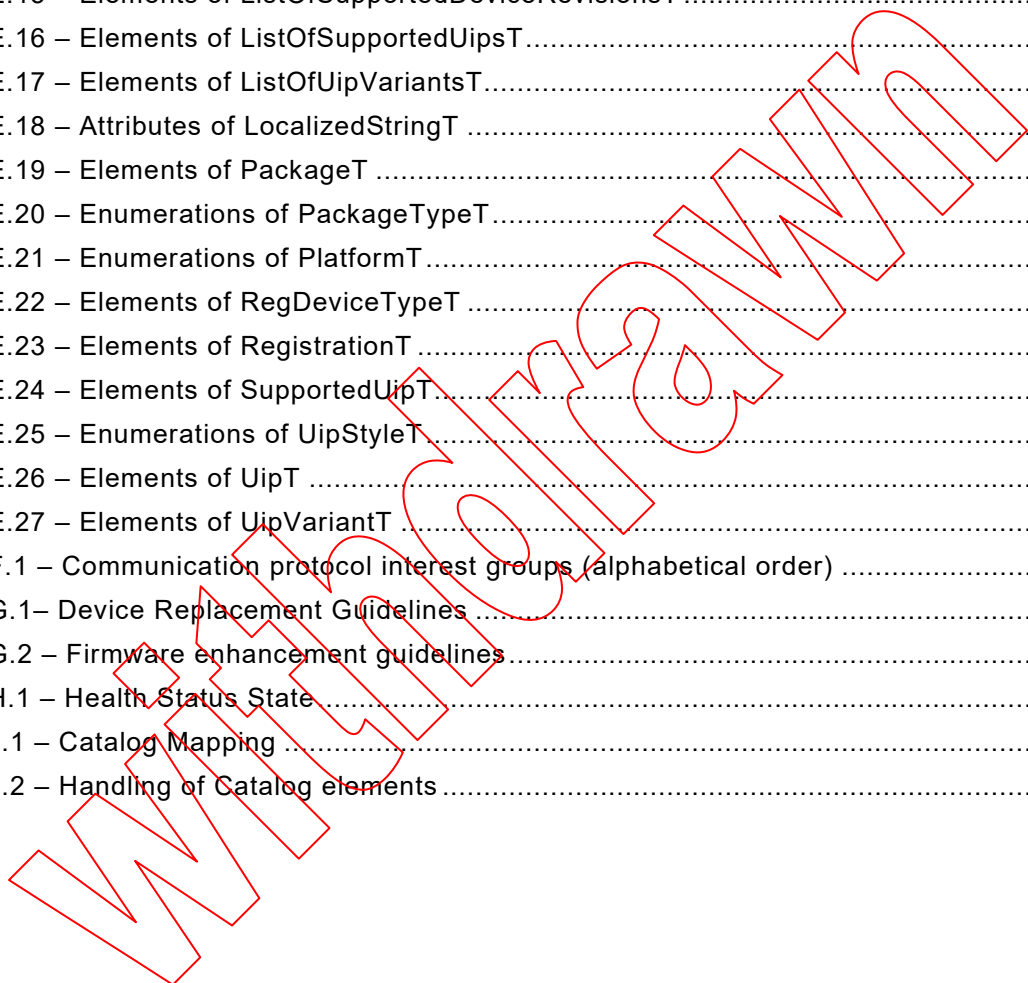 E.15 – Elements of ListOfSupportedDeviceRevisionsT
E.16 – Elements of ListOfSupportedUipsT
E.17 – Elements of ListOfUipVariantsT
E.18 – Attributes of LocalizedStringT
E.19 – Elements of PackageT
E.20 – Enumerations of PackageTypeT
E.21 – Enumerations of PlatformT
E.22 – Elements of RegDeviceTypeT
E.23 – Elements of RegistrationT
E.24 – Elements of SupportedUipT
E.25 – Enumerations of UipStyleT
E.26 – Elements of UipT
E.27 – Elements of UipVariantT
F.1 – Communication protocol interest groups (alphabetical order)
G.1– Device Replacement Guidelines
G.2 – Firmware enhancement guidelines
H.1 – Health Status State
.1 – Catalog Mapping
.2 – Handling of Catalog elements
withdrawn